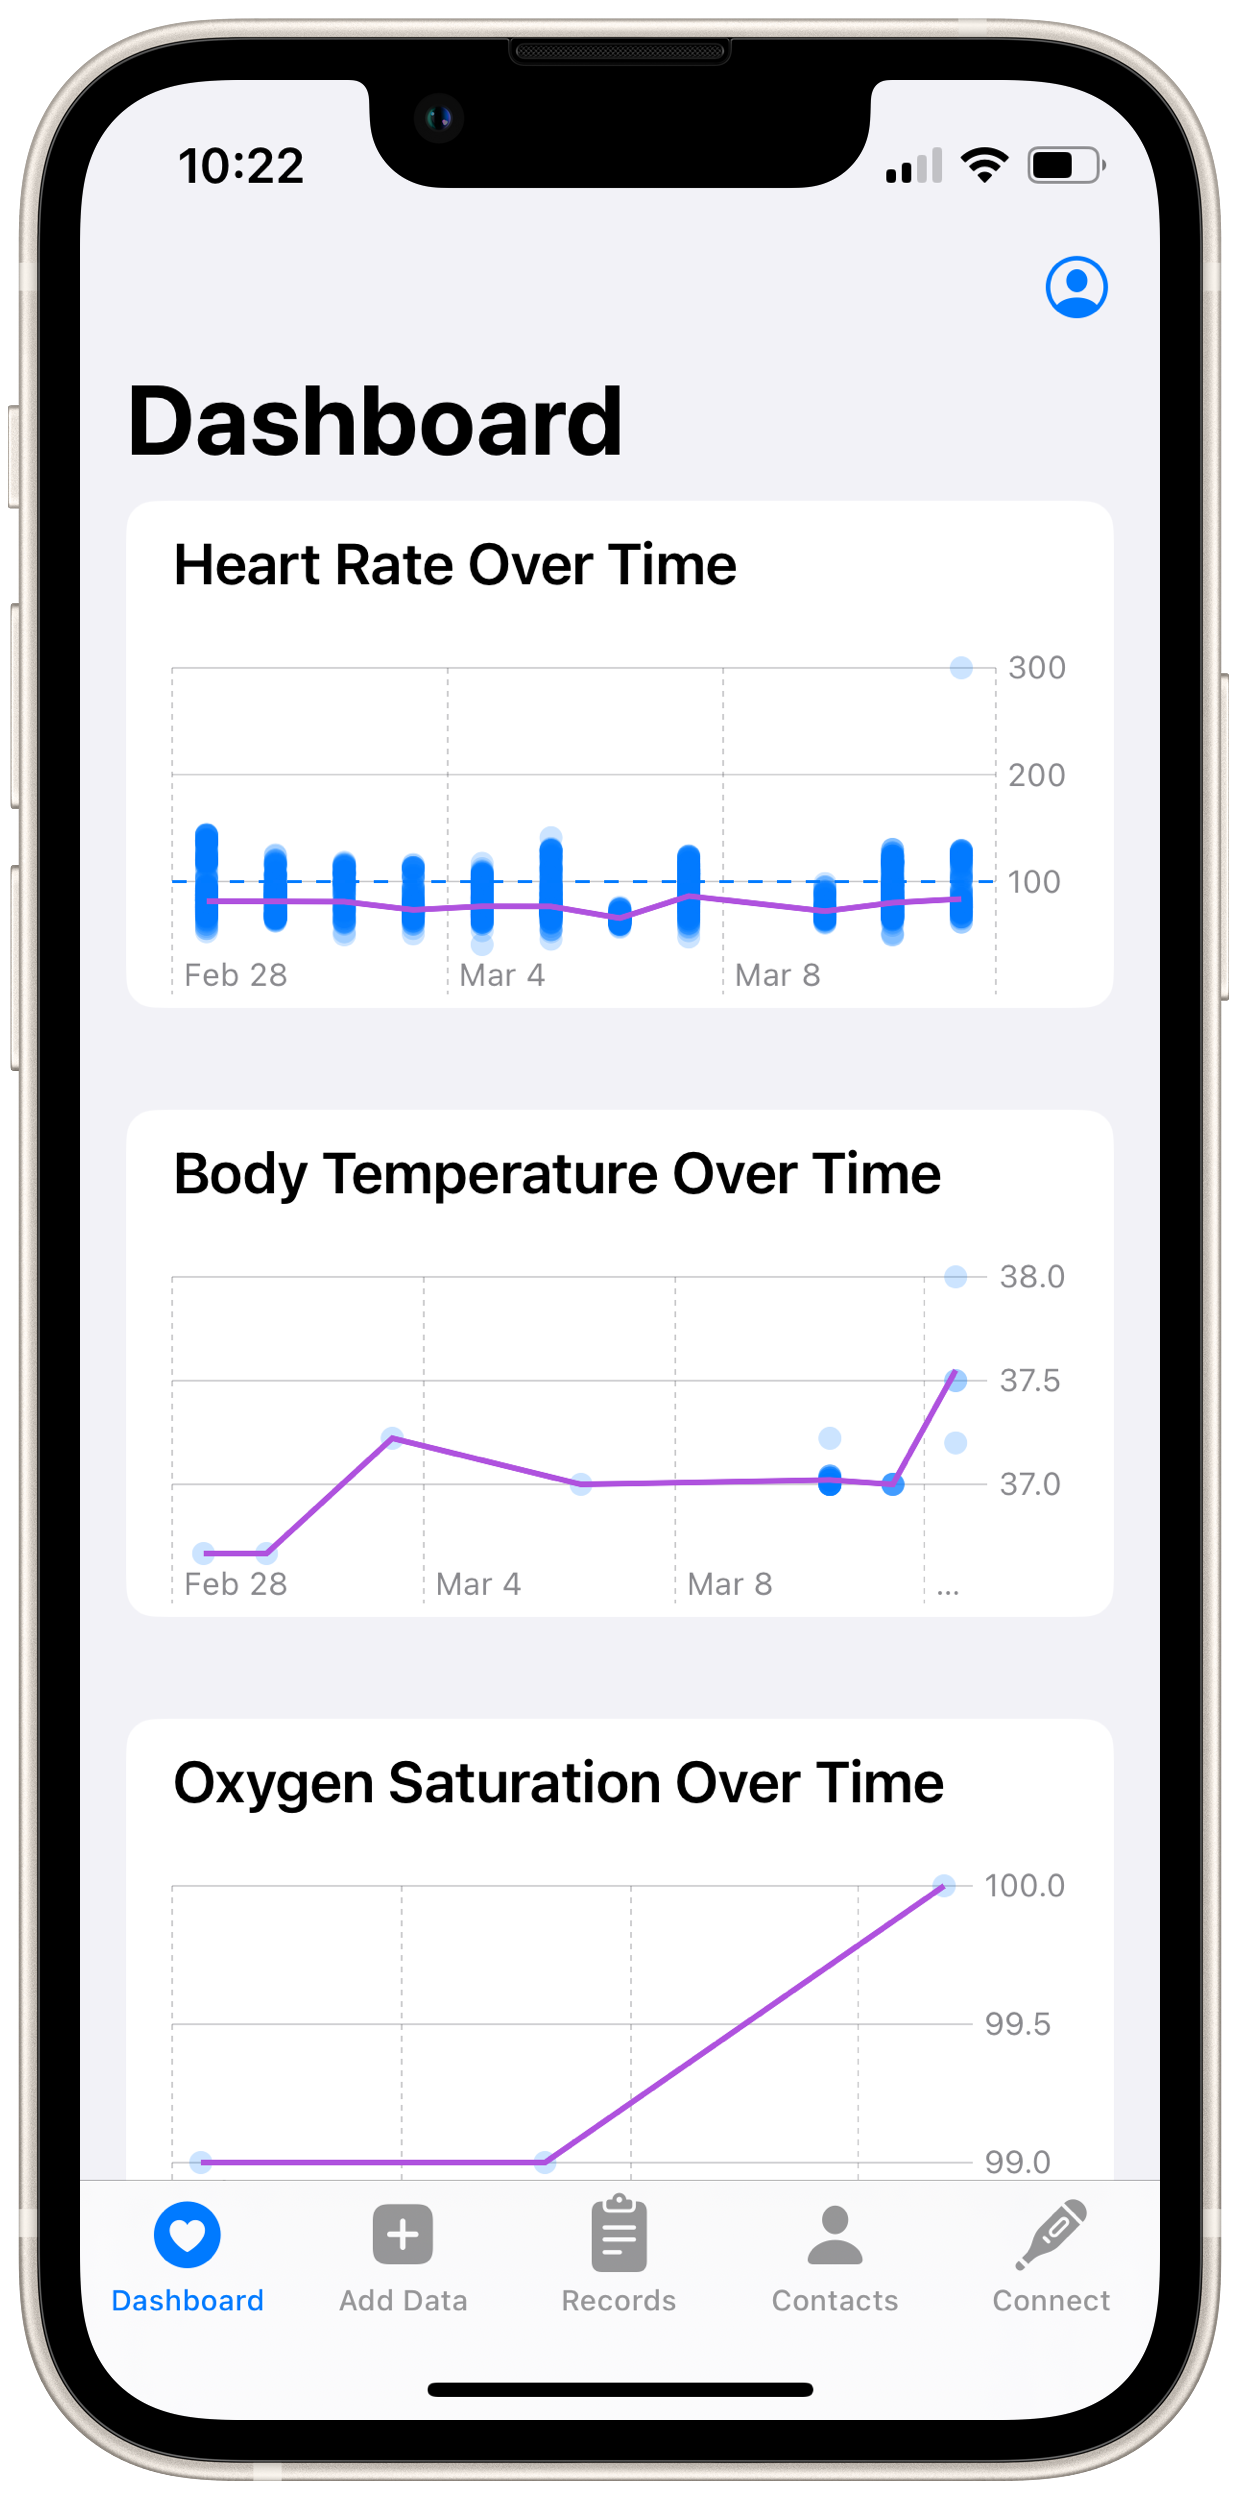 10:22
Dashboard
Heart Rate Over Time
300
200
100
Feb 28 Mar 4 Mar 8
Body Temperature Over Time
38.0
37.5
37.0
Feb 28 Mar 4 Mar 8 ...
Oxygen Saturation Over Time
100.0
99.5
99.0
Dashboard Add Data Records Contacts Connect